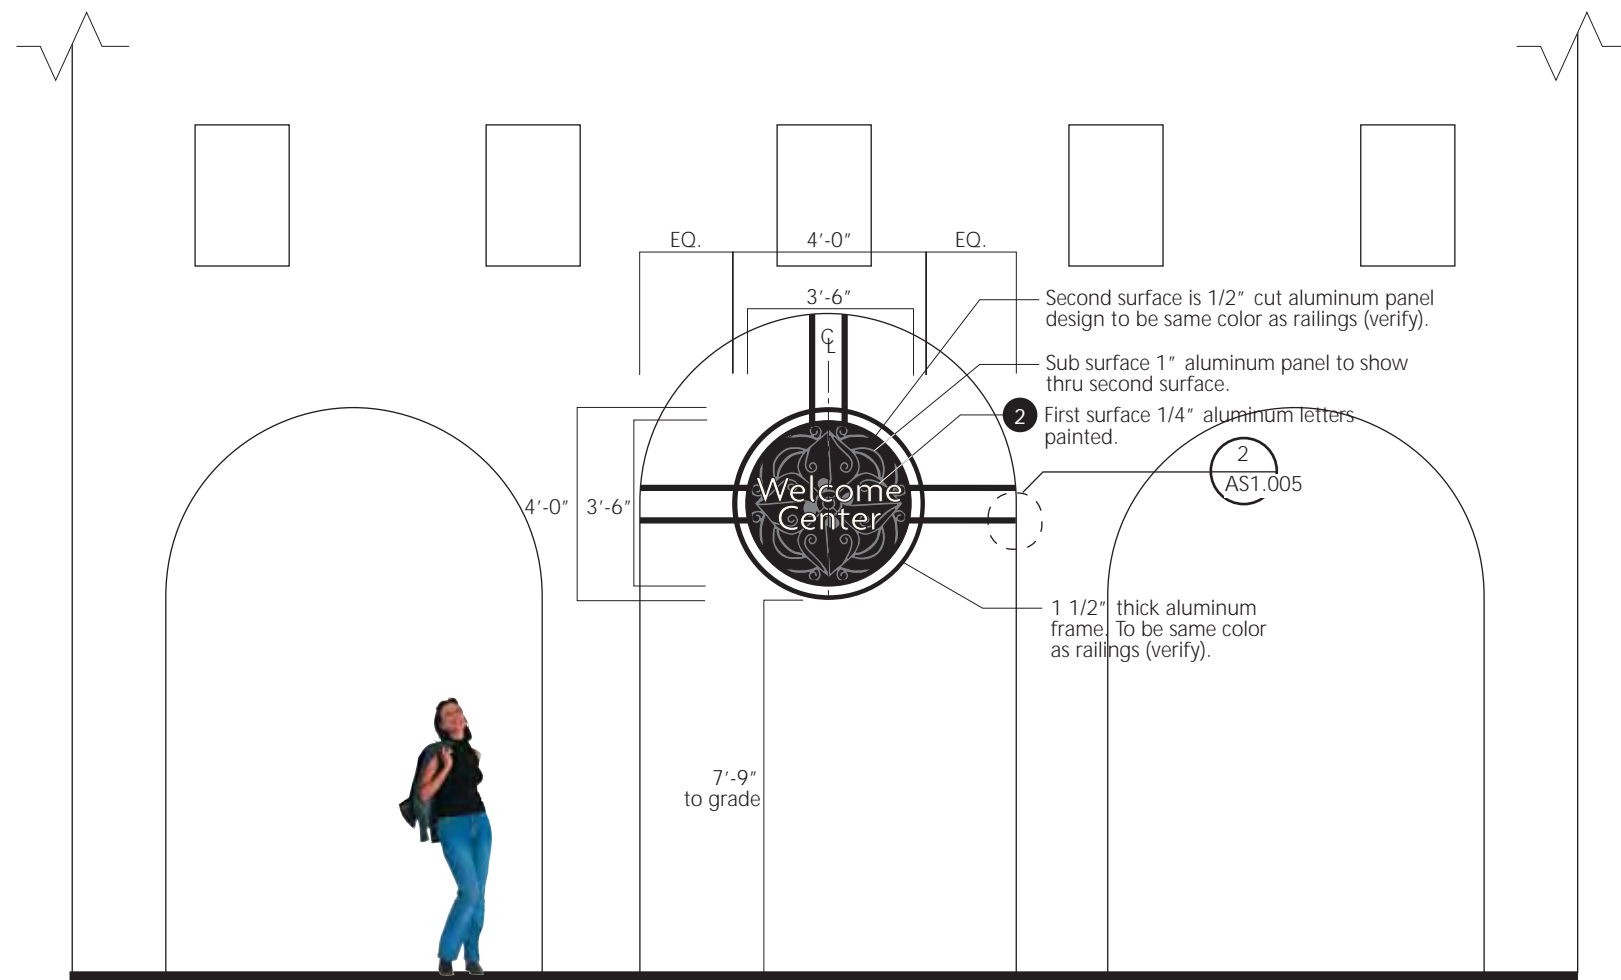 EQ.
4'-0"
EQ.
3'-6"
CL
Second surface is 1/2" cut aluminum panel
design to be same color as railings (verify).
Sub surface 1" aluminum panel to show
thru second surface.
2
First surface 1/4" aluminum letters
painted.
2
AS1.005
4'-0"
3'-6"
Welcome
Center
1 1/2" thick aluminum
frame. To be same color
as railings (verify).
7'-9"
to grade